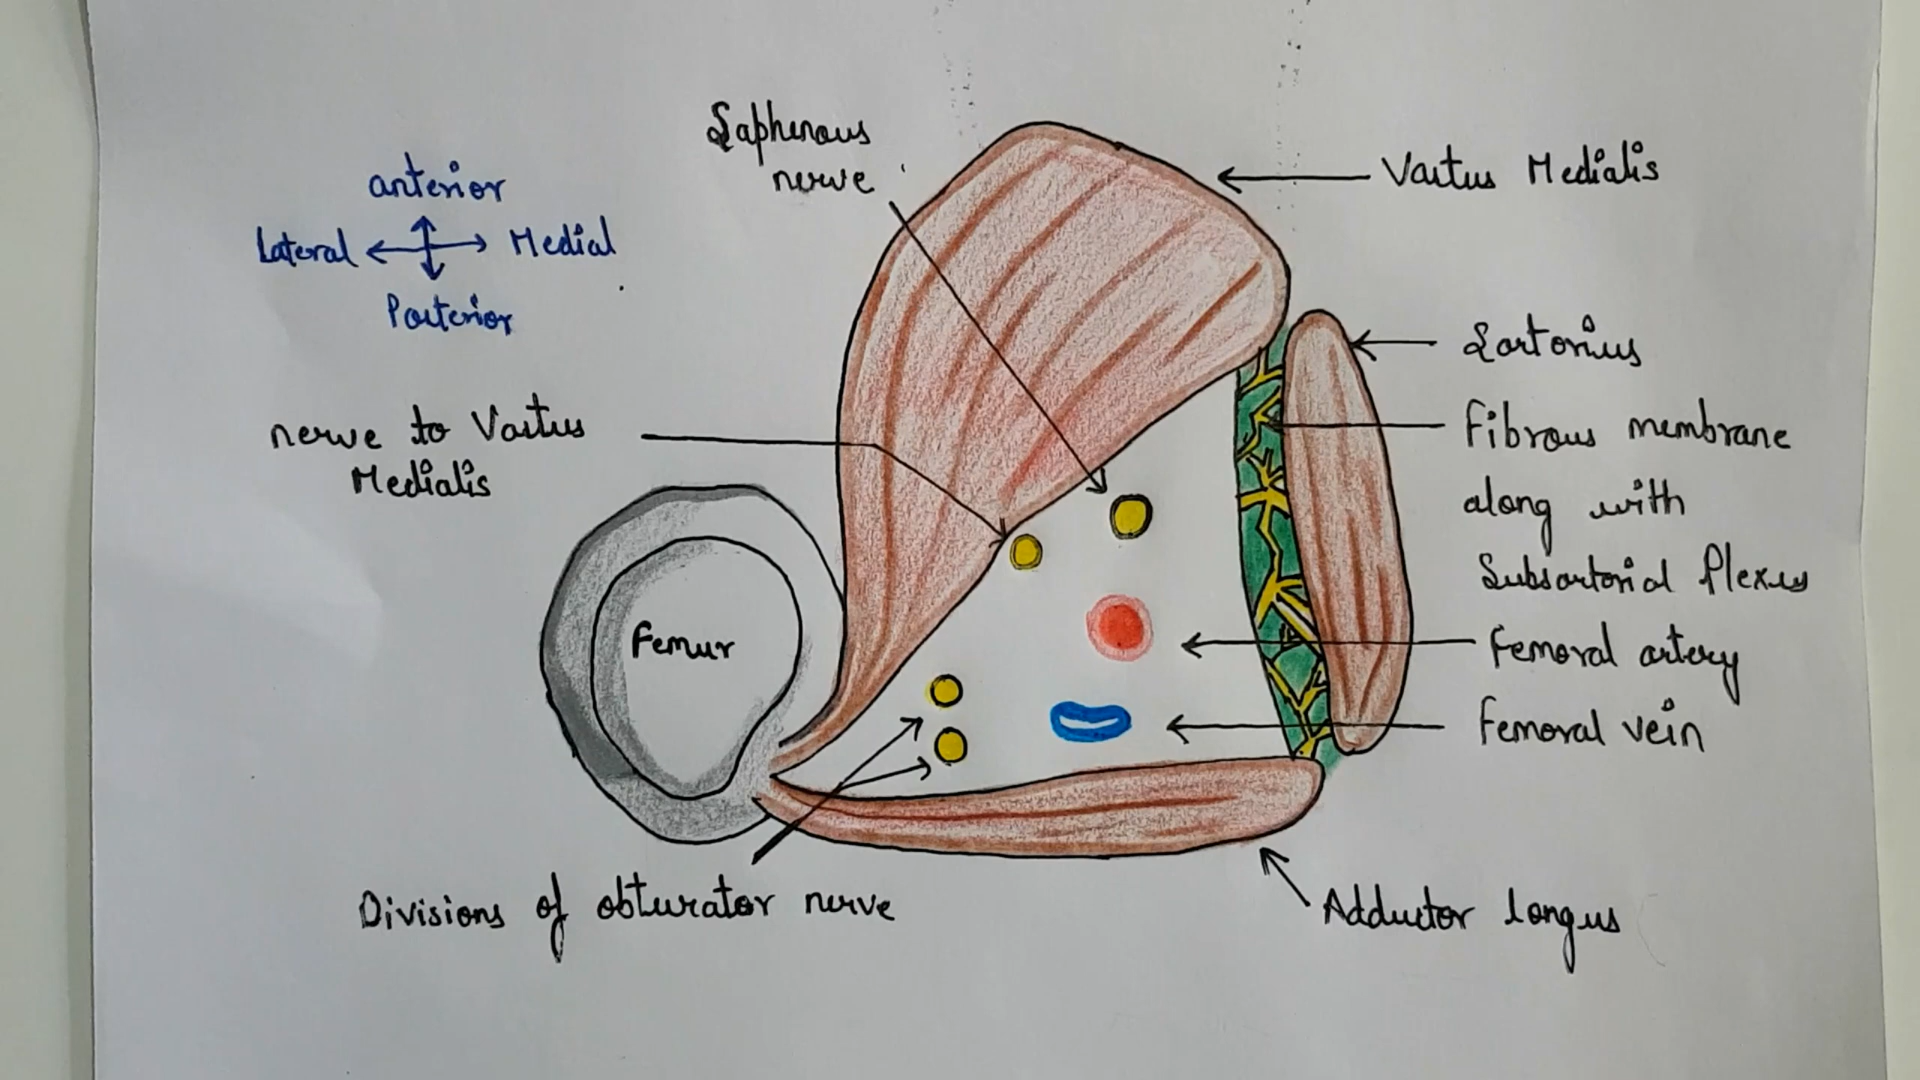 Saphenous
nerve
Vastus Medialis
anterior
Lateral Medial
Posterior
Sartorius
nerve to Vastus
Medialis
Fibrous membrane
along with
Subsartorial Plexus
Femur
Femoral artery
Femoral vein
Divisions of obturator nerve
Adductor longus